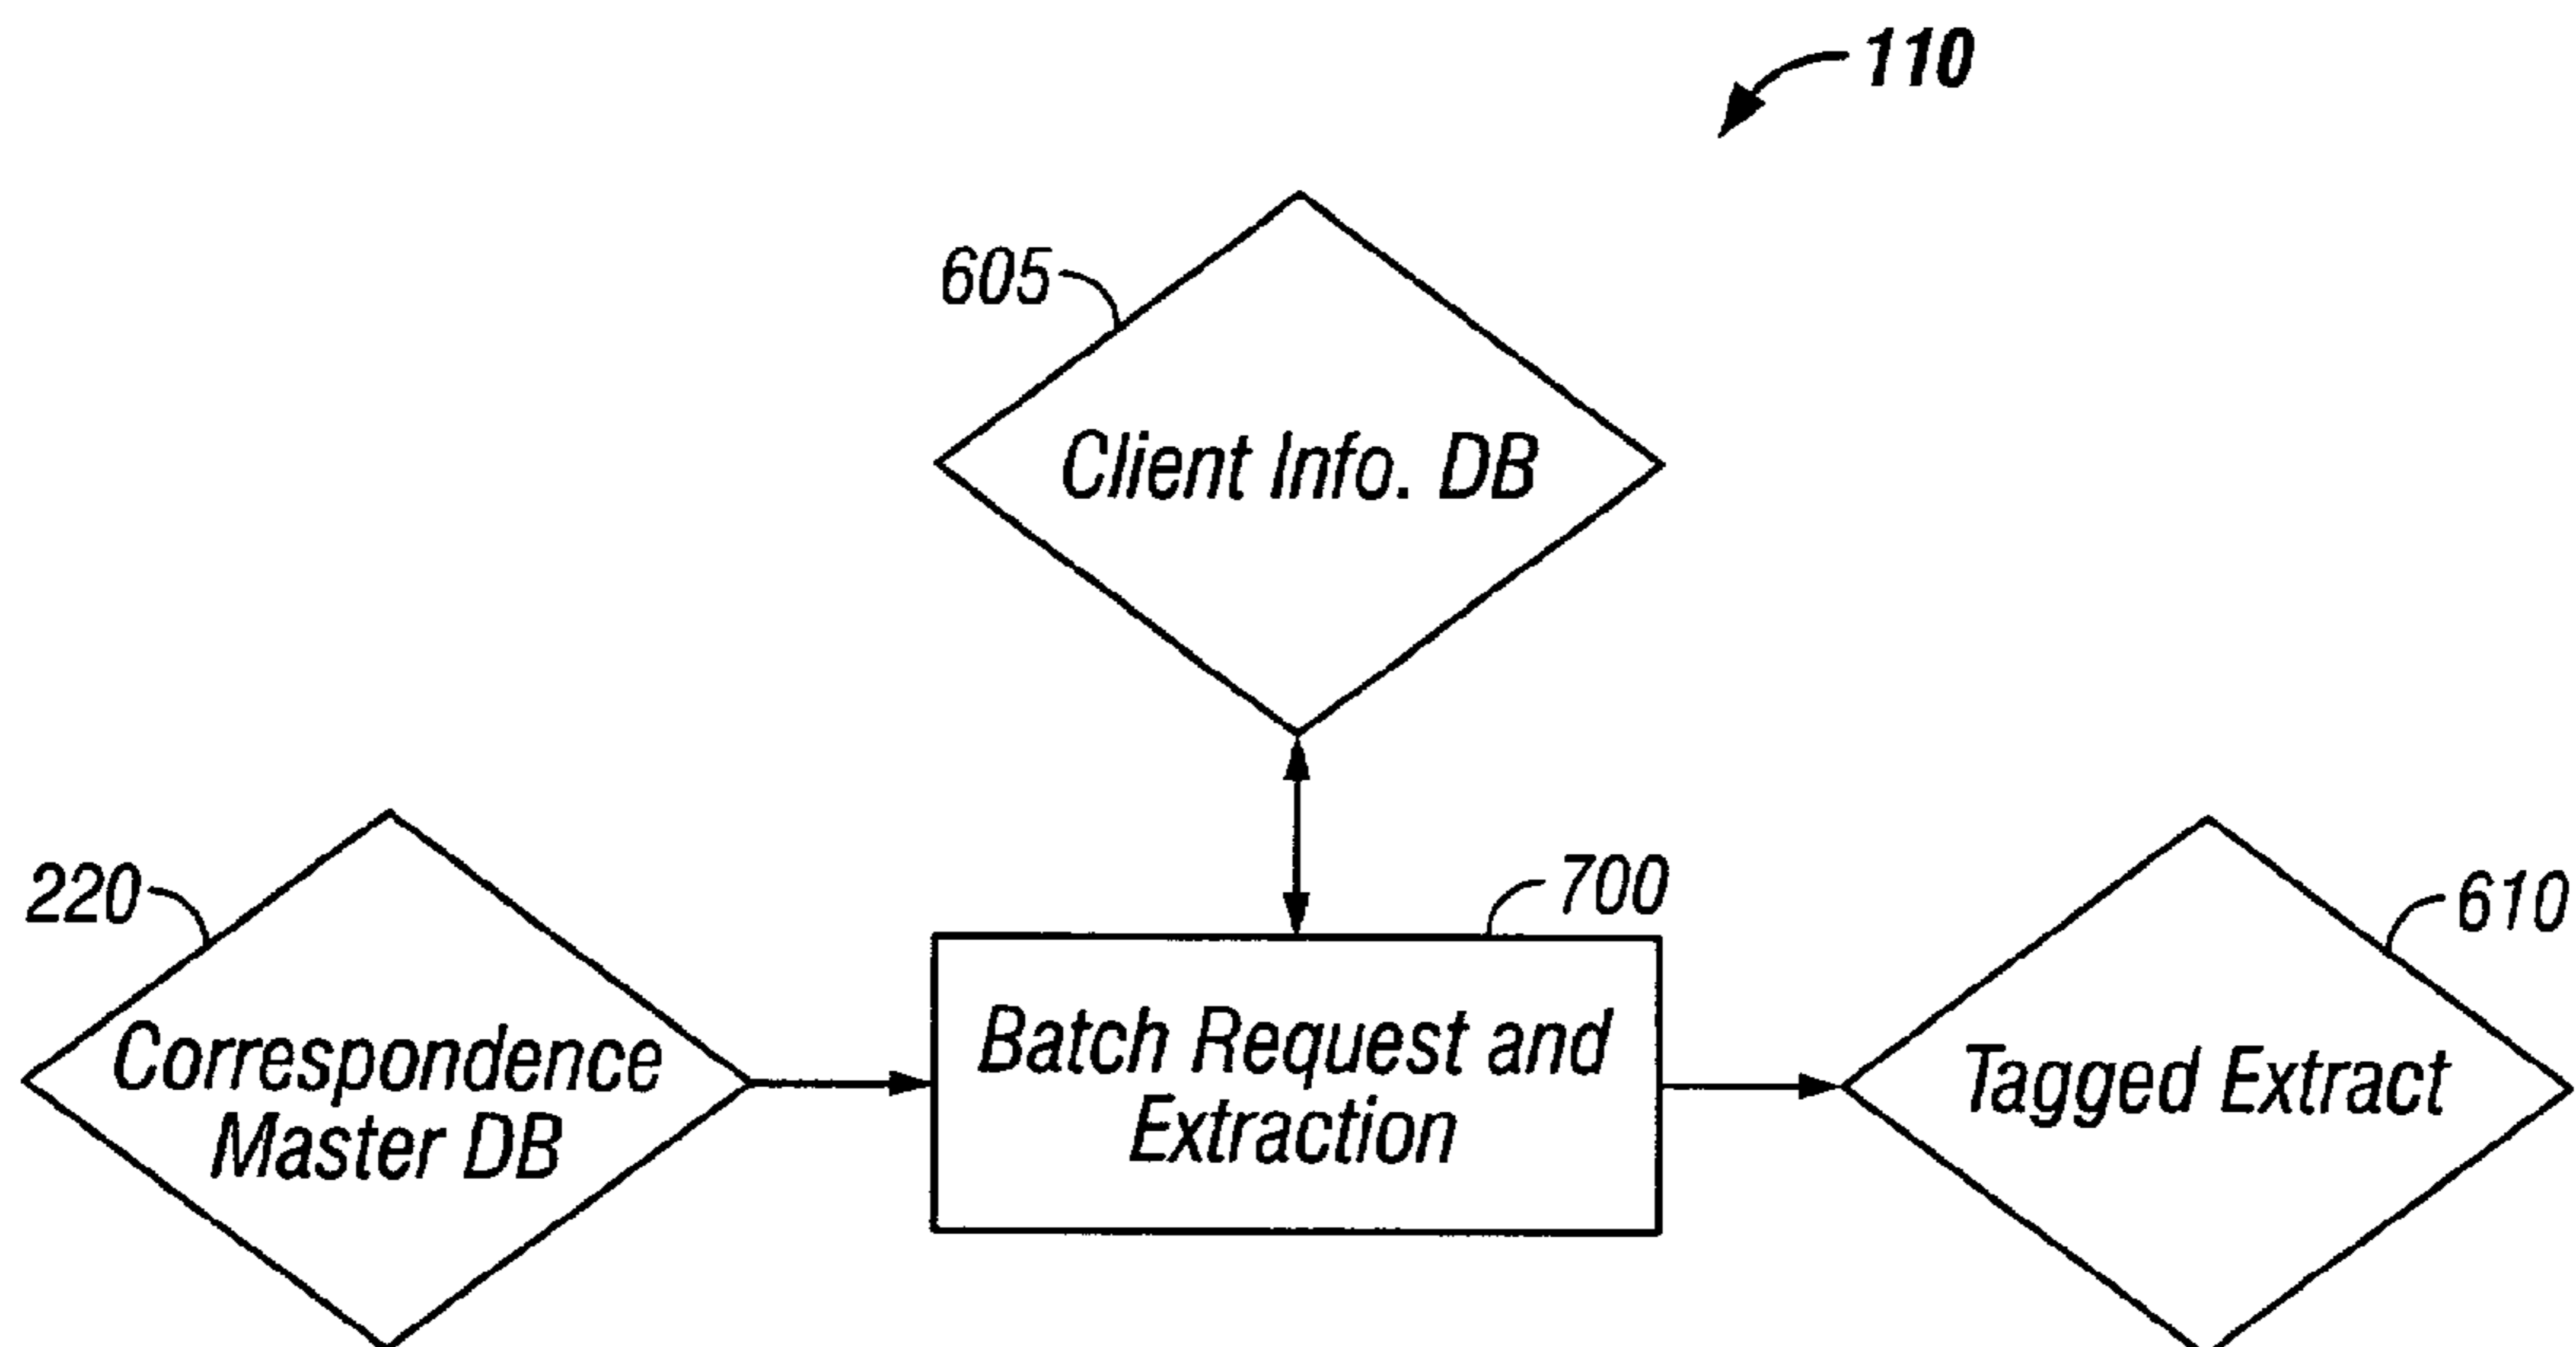 110
605
Client Info. DB
220
700
610
Correspondence
Master DB
Batch Request and
Extraction
Tagged Extract